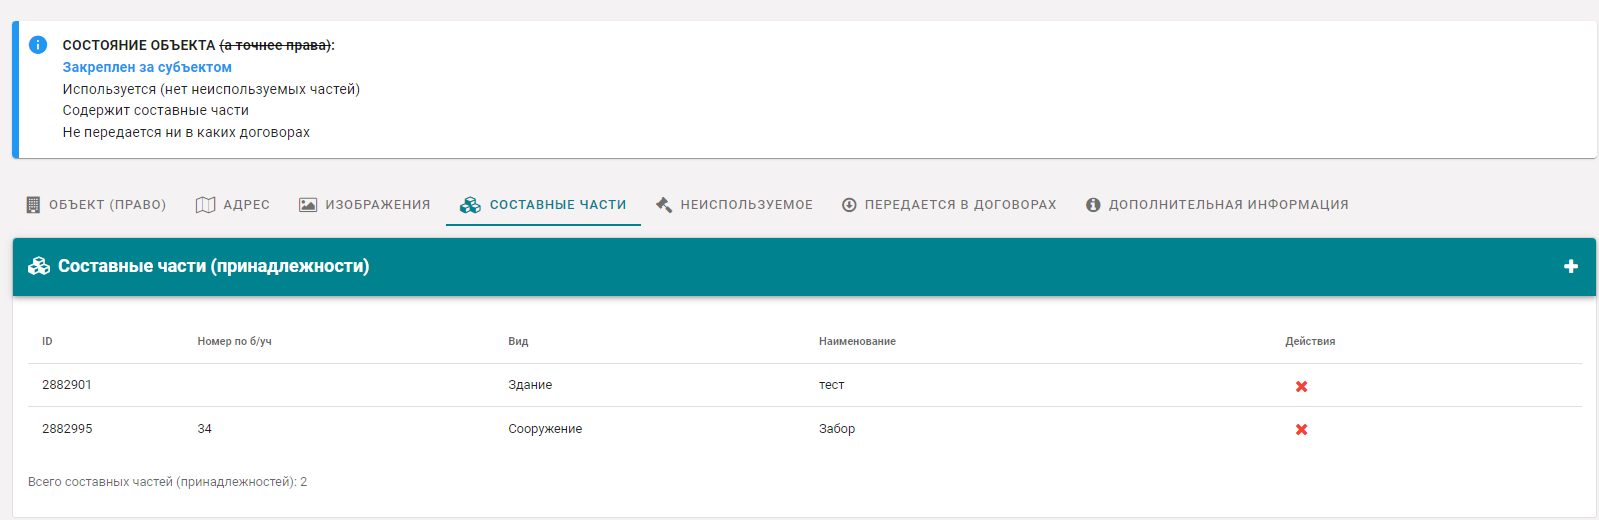 СОСТОЯНИЕ ОБЪЕКТА (а точнее права):
Закреплен за субъектом
Используется (нет неиспользуемых частей)
Содержит составные части
Не передается ни в каких договорах
ОБЪЕКТ (ПРАВО) АДРЕС ИЗОБРАЖЕНИЯ СОСТАВНЫЕ ЧАСТИ НЕИСПОЛЬЗУЕМОЕ ПЕРЕДАЕТСЯ В ДОГОВОРАХ ДОПОЛНИТЕЛЬНАЯ ИНФОРМАЦИЯ
Составные части (принадлежности)
ID Номер по б/уч Вид Наименование Действия
2882901 Здание тест
2882995 34 Сооружение Забор
Всего составных частей (принадлежностей): 2